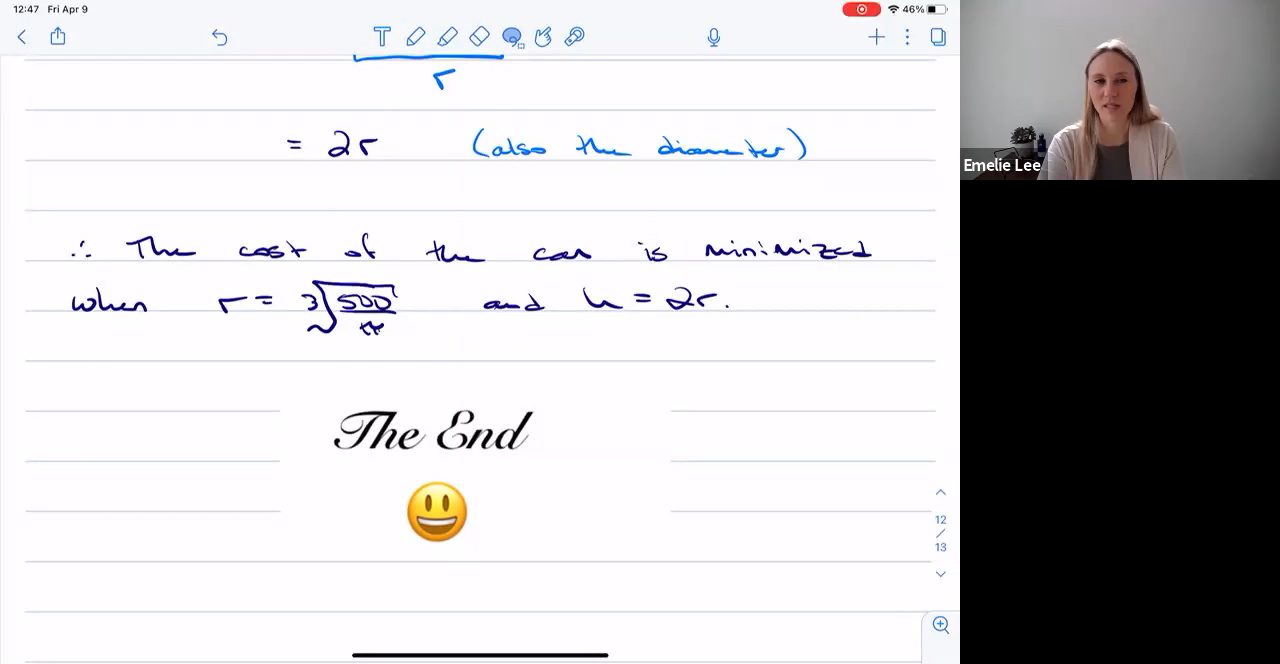 12:47 Fri Apr 9
46%
r
= 2r (also the diameter)
∴ The cost of the can is minimized
when r = ³√500/π and h = 2r.
The End
12
/
13
Emelie Lee